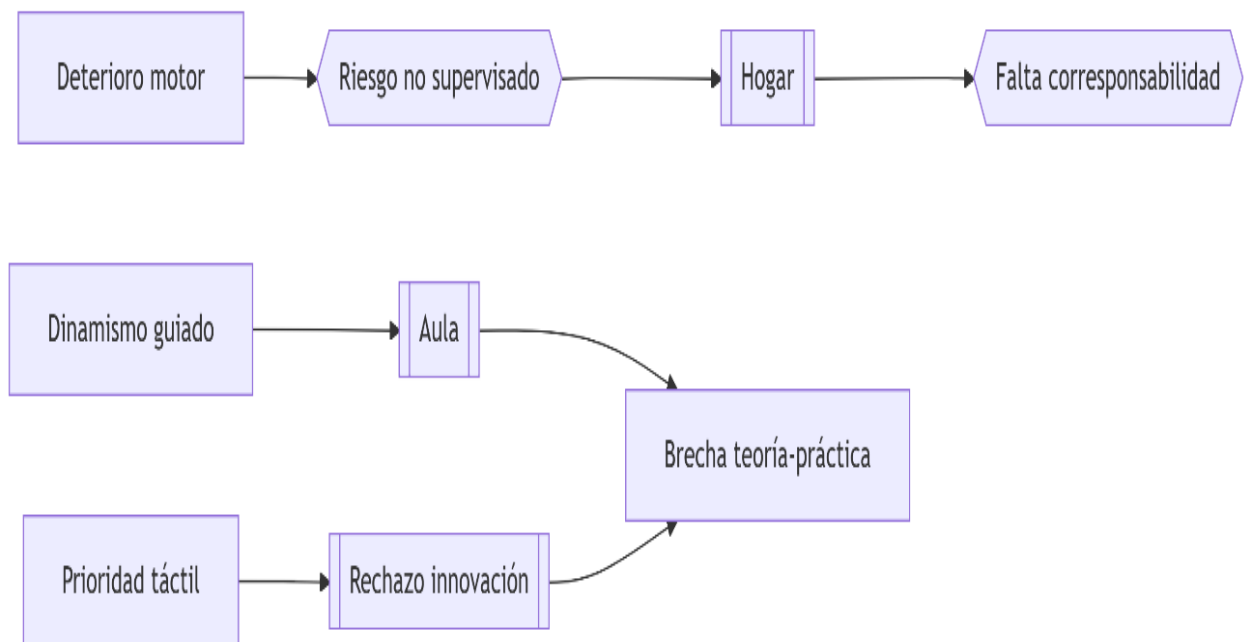 Deterioro motor
Riesgo no supervisado
Hogar
Falta corresponsabilidad
Dinamismo guiado
Aula
Brecha teoría-práctica
Prioridad táctil
Rechazo innovación